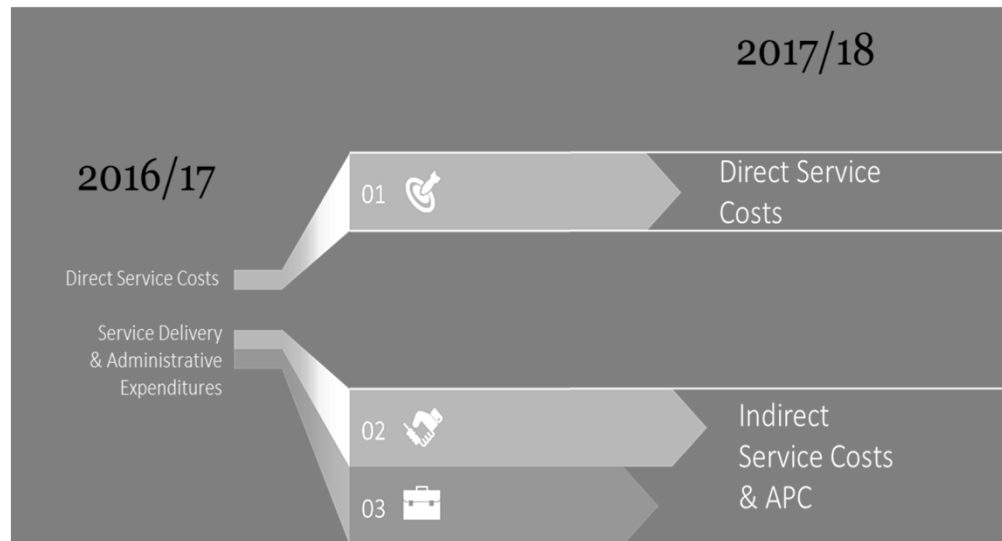 2017/18
2016/17
01
Direct Service
Costs
Direct Service Costs
Service Delivery
& Administrative
Expenditures
02
Indirect
Service Costs
& APC
03